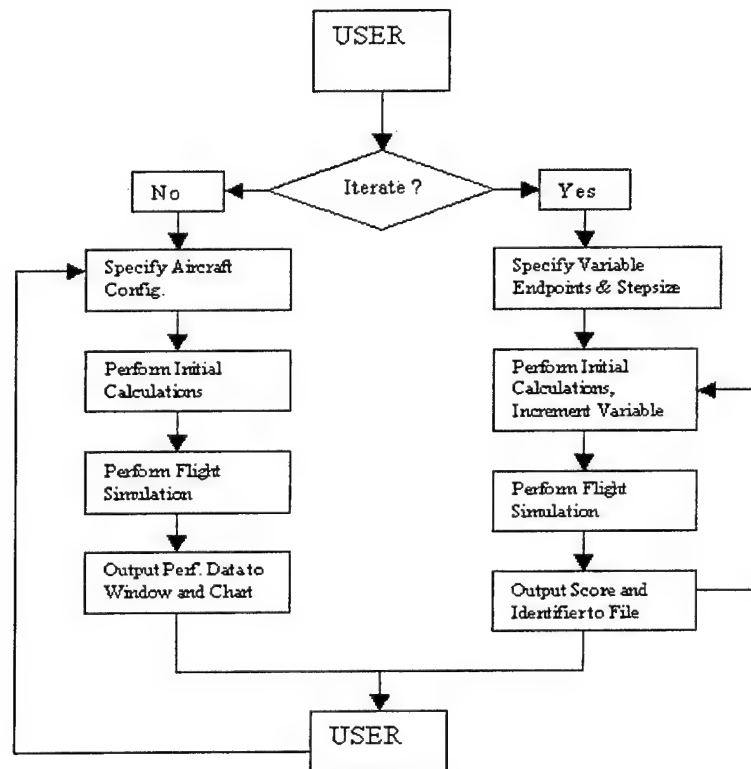 USER
Iterate ?
No
Yes
Specify Aircraft
Config.
Specify Variable
Endpoints & Stepsize
Perform Initial
Calculations
Perform Initial
Calculations,
Increment Variable
Perform Flight
Simulation
Perform Flight
Simulation
Output Perf. Data to
Window and Chart
Output Score and
Identifier to File
USER